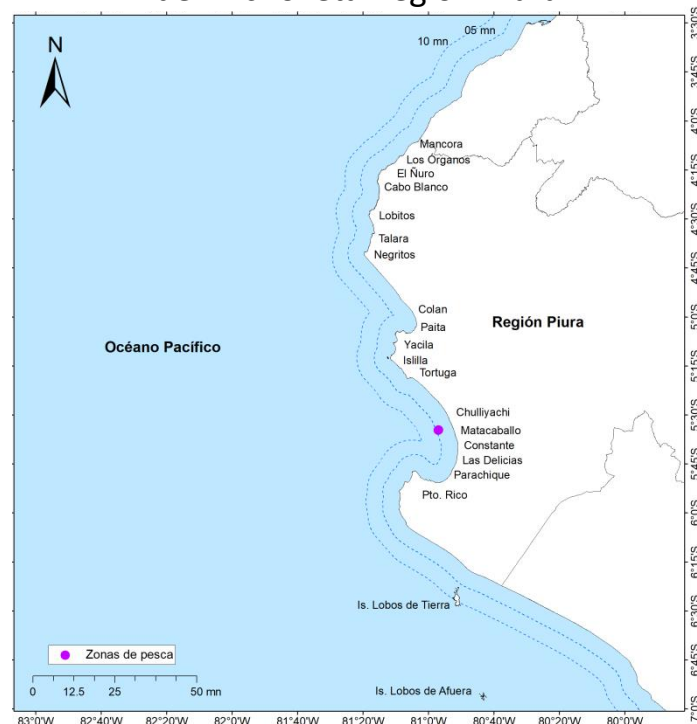 N
10 mn
05 mn
Mancora
Los Órganos
El Ñuro
Cabo Blanco
Lobitos
Talara
Negritos
Colan
Paita
Yacila
Islilla
Tortuga
Océano Pacífico
Región Piura
Chulliyachi
Matacaballo
Constante
Las Delicias
Parachique
Pto. Rico
Is. Lobos de Tierra
Is. Lobos de Afuera
Zonas de pesca
0 12.5 25 50 mn
83°0'W 82°40'W 82°20'W 82°0'W 81°40'W 81°20'W 81°0'W 80°40'W 80°20'W 80°0'W
3°30'S
3°45'S
4°0'S
4°15'S
4°30'S
4°45'S
5°0'S
5°15'S
5°30'S
5°45'S
6°0'S
6°15'S
6°30'S
6°45'S
7°0'S